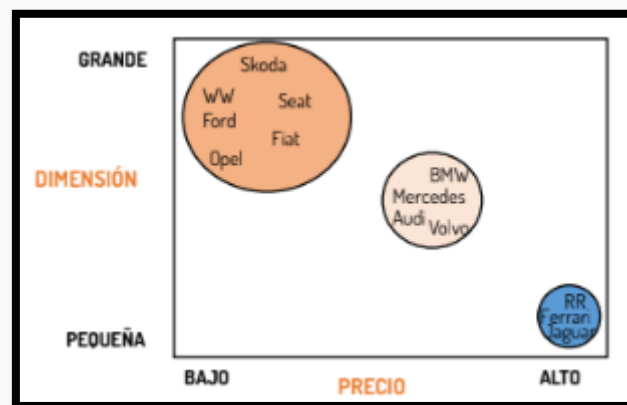 GRANDE
Skoda
WW
Seat
Ford
Fiat
Opel
DIMENSIÓN
BMW
Mercedes
Audi
Volvo
RR
Ferrari
Jaguar
PEQUEÑA
BAJO
PRECIO
ALTO